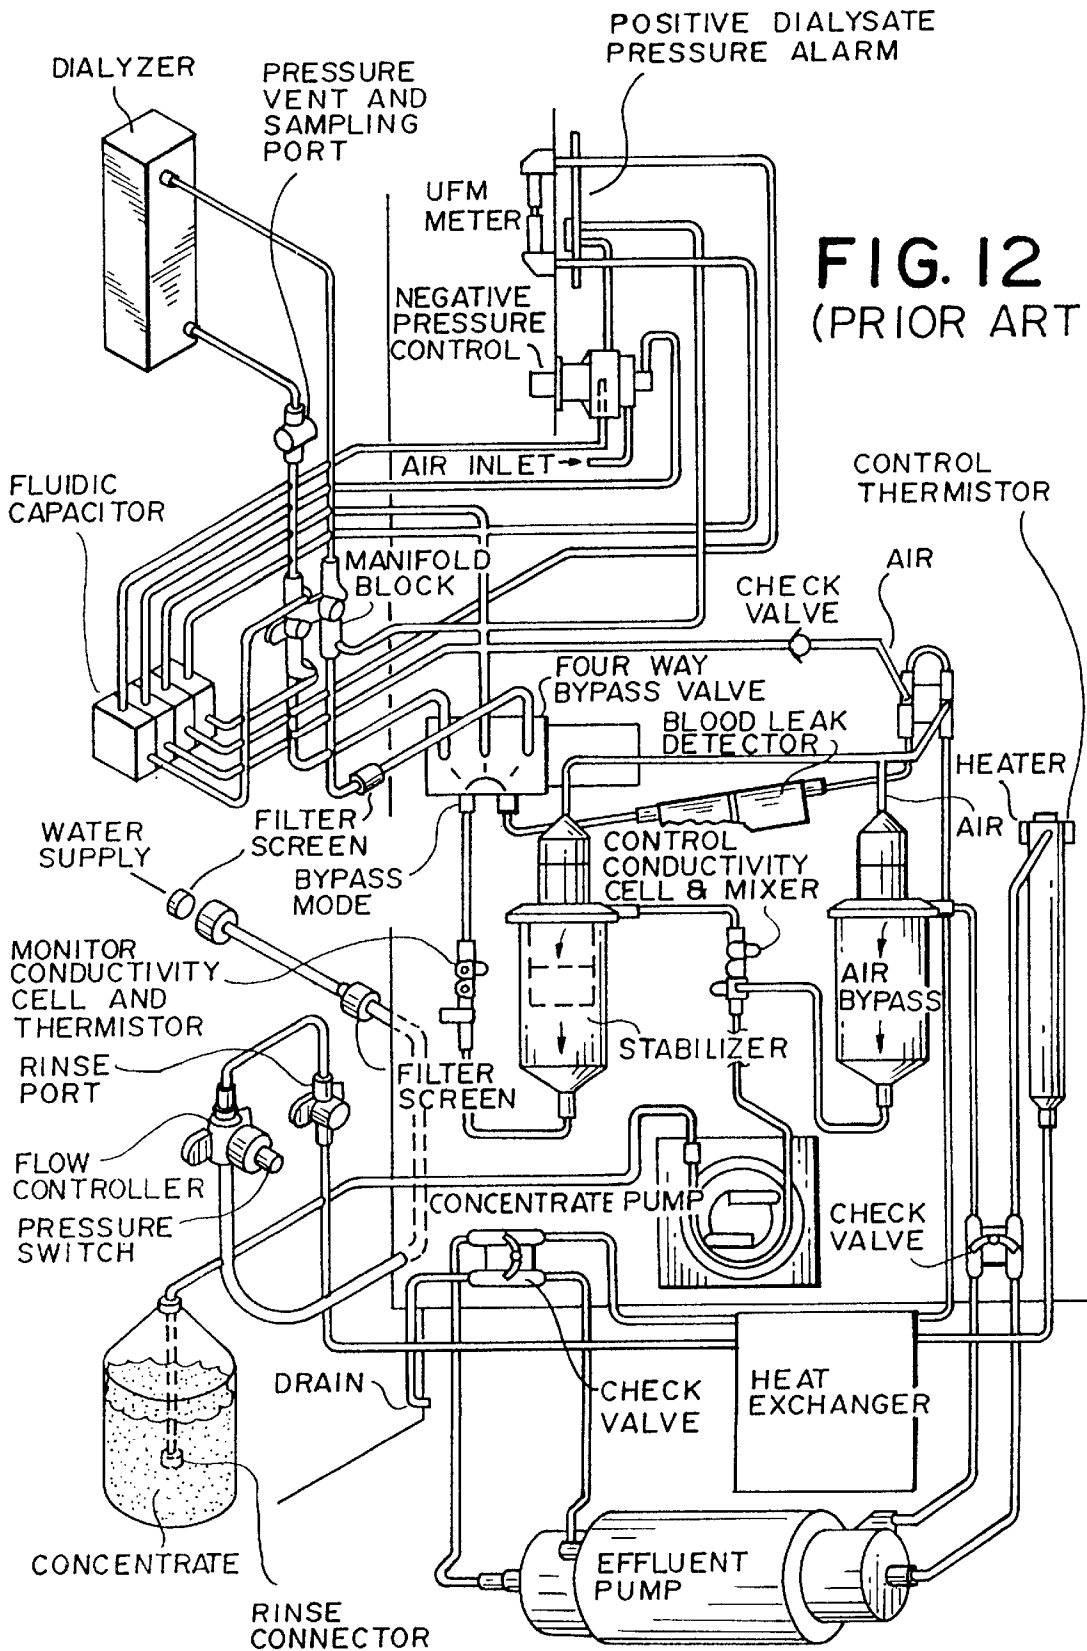 POSITIVE DIALYSATE
PRESSURE ALARM
DIALYZER
PRESSURE
VENT AND
SAMPLING
PORT
UFM
METER
FIG. 12
(PRIOR ART
NEGATIVE
PRESSURE
CONTROL
AIR INLET
CONTROL
THERMISTOR
FLUIDIC
CAPACITOR
MANIFOLD
BLOCK
AIR
CHECK
VALVE
FOUR WAY
BYPASS VALVE
BLOOD LEAK
DETECTOR
HEATER
WATER
SUPPLY
FILTER
SCREEN
BYPASS
MODE
CONTROL
CONDUCTIVITY
CELL & MIXER
AIR
MONITOR
CONDUCTIVITY
CELL AND
THERMISTOR
AIR
BYPASS
STABILIZER
RINSE
PORT
FILTER
SCREEN
FLOW
CONTROLLER
PRESSURE
SWITCH
CONCENTRATE PUMP
CHECK
VALVE
DRAIN
CHECK
VALVE
HEAT
EXCHANGER
CONCENTRATE
EFFLUENT
PUMP
RINSE
CONNECTOR